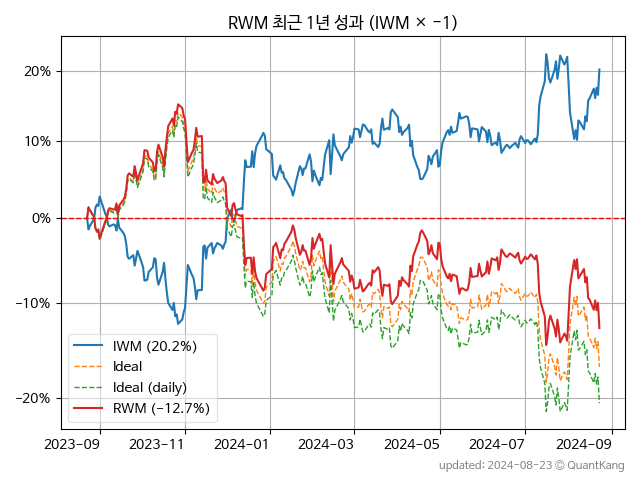 RWM 최근 1년 성과 (IWM × −1)
20%
10%
0%
−10%
−20%
IWM (20.2%)
Ideal
Ideal (daily)
RWM (−12.7%)
2023-09
2023-11
2024-01
2024-03
2024-05
2024-07
2024-09
updated: 2024-08-23 © QuantKang